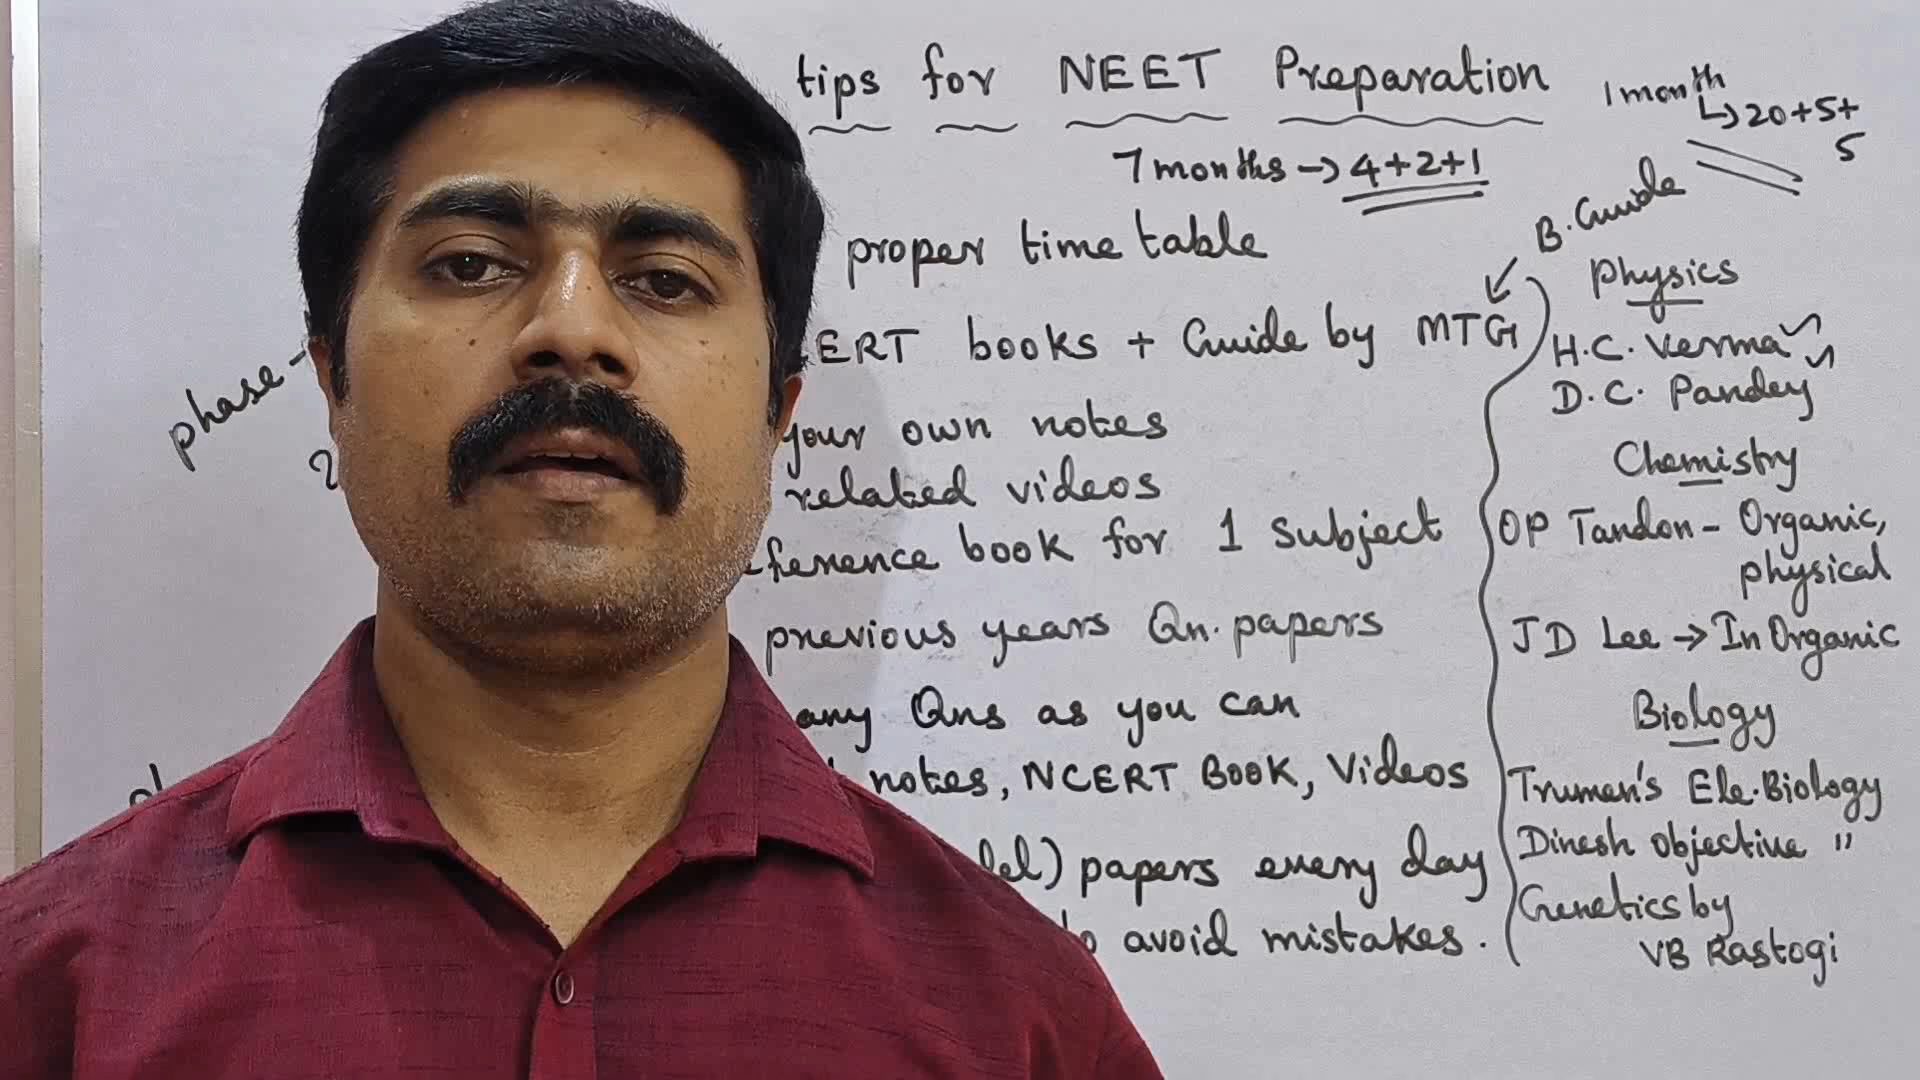 tips for NEET Preparation
1 month
↳ 20+5+
5
7 months → 4+2+1
B. Guide
proper time table
Physics
ERT books + Guide by MTG
H.C. Verma
D.C. Pandey
phase-
your own notes
Chemistry
related videos
ference book for 1 subject
OP Tandon - Organic,
physical
previous years Qn. papers
JD Lee → InOrganic
any Qns as you can
Biology
notes, NCERT BOOK, Videos
Truman's Ele. Biology
del) papers every day
Dinesh Objective "
Genetics by
to avoid mistakes.
VB Rastogi